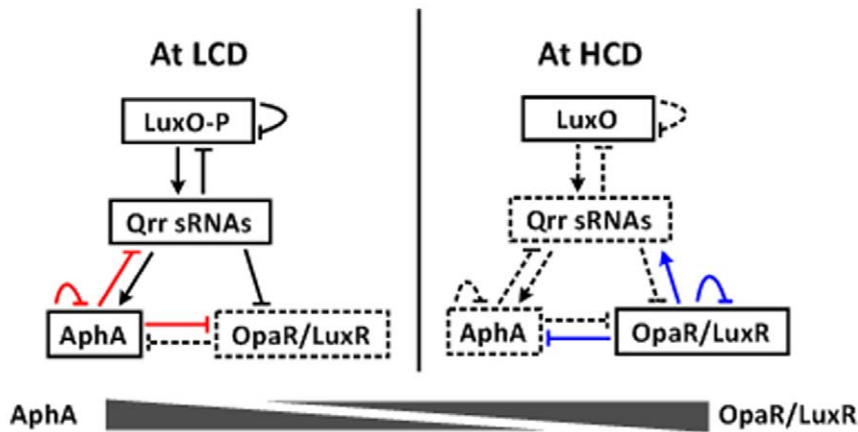 At LCD
LuxO-P
Qrr sRNAs
AphA
OpaR/LuxR
At HCD
LuxO
Qrr sRNAs
AphA
OpaR/LuxR
AphA
OpaR/LuxR